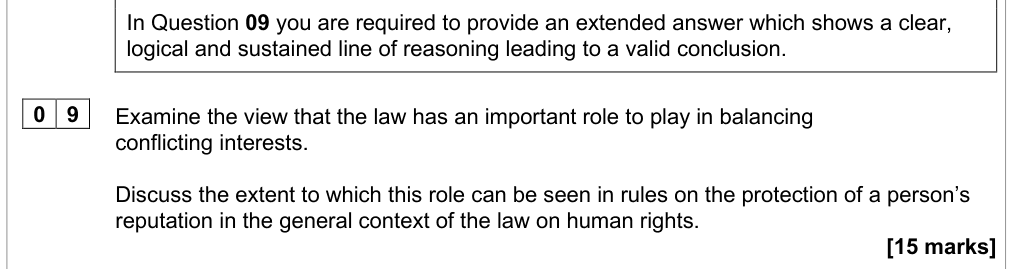 In Question 09 you are required to provide an extended answer which shows a clear,
logical and sustained line of reasoning leading to a valid conclusion.
0 9 Examine the view that the law has an important role to play in balancing
conflicting interests.
Discuss the extent to which this role can be seen in rules on the protection of a person’s
reputation in the general context of the law on human rights.
[15 marks]